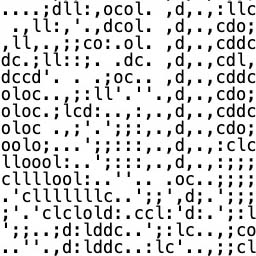 ....;dll:,ocol. ,d,.,:llc
.,ll:,'.,dcol. ,d,.,cdo;
,ll,.,;;co:.ol. ,d,.,cddc
dc.;ll::;. .dc. ,d,.,cdl,
dccd'. . .;oc.. ,d,.,cddc
oloc..,;;ll'.''.,d,.,cdo;
oloc.;lcd:..,:,.,d,.,cddc
oloc .,;'.';;:,.,d,.,cdo;
oolo;...';;:::,.,d,.,:clc
lloool:..';:::,.,d,.,:;;;
cllllool:..''.. .oc..;;;;
.'clllllllc..';;',d;.';;;
;'.'clclold:.ccl:'d:.';:l
';;..;d:lddc..';:lc..,;co
..''.,d:lddc..:lc'..,;;cl